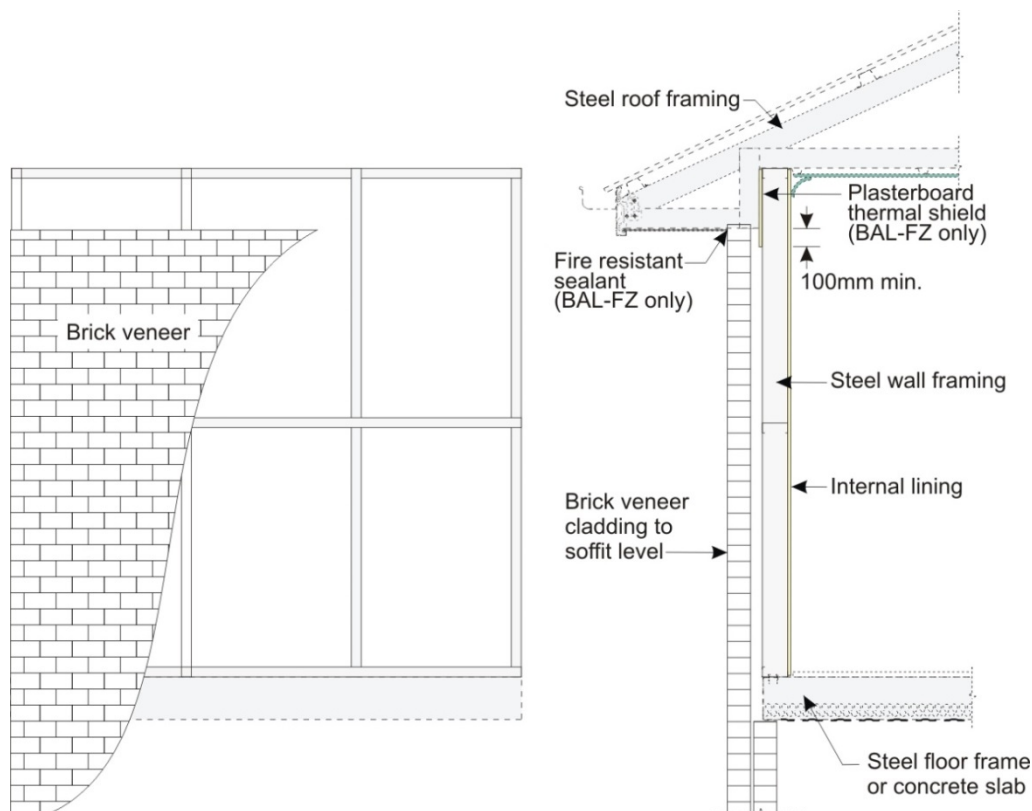 Steel roof framing
Plasterboard
thermal shield
(BAL-FZ only)
Fire resistant
sealant
(BAL-FZ only)
100mm min.
Brick veneer
Steel wall framing
Internal lining
Brick veneer
cladding to
soffit level
Steel floor frame
or concrete slab